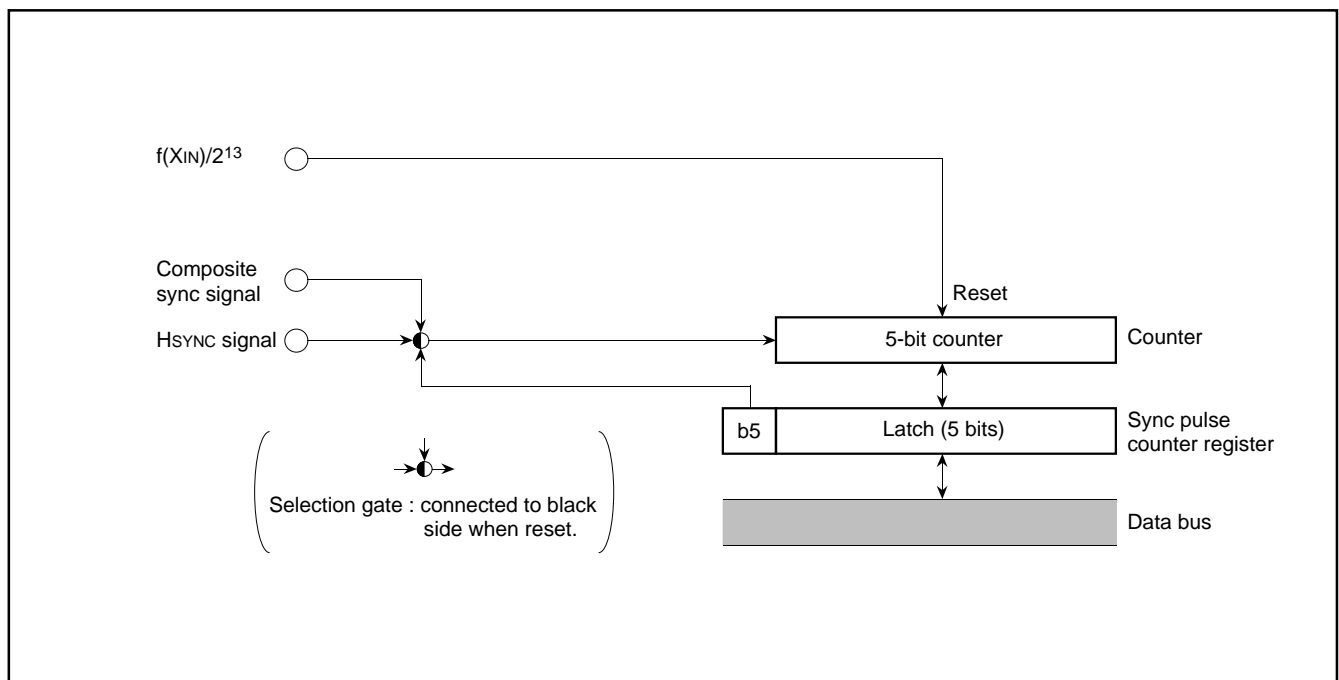 f(XIN)/2¹³
Composite
sync signal
Reset
HSYNC signal
5-bit counter
Counter
b5
Latch (5 bits)
Sync pulse
counter register
Selection gate : connected to black
side when reset.
Data bus